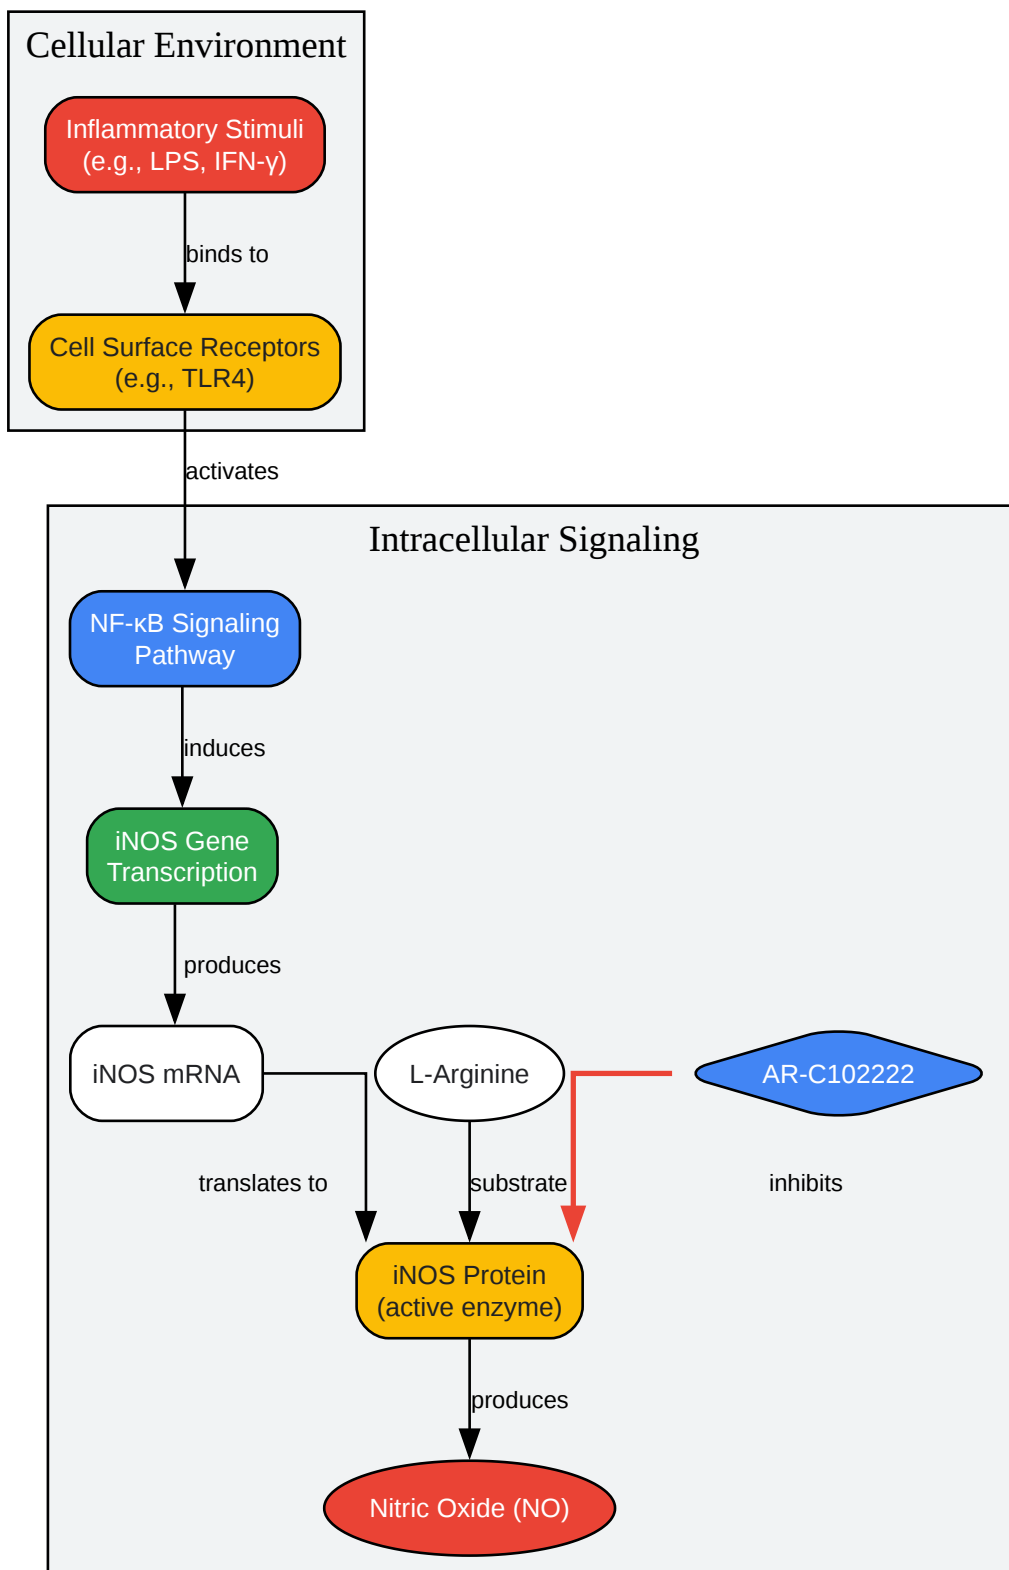 Cellular Environment
Inflammatory Stimuli
(e.g., LPS, IFN-γ)
binds to
Cell Surface Receptors
(e.g., TLR4)
activates
Intracellular Signaling
NF-κB Signaling
Pathway
induces
iNOS Gene
Transcription
produces
iNOS mRNA
L-Arginine
AR-C102222
translates to
substrate
inhibits
iNOS Protein
(active enzyme)
produces
Nitric Oxide (NO)